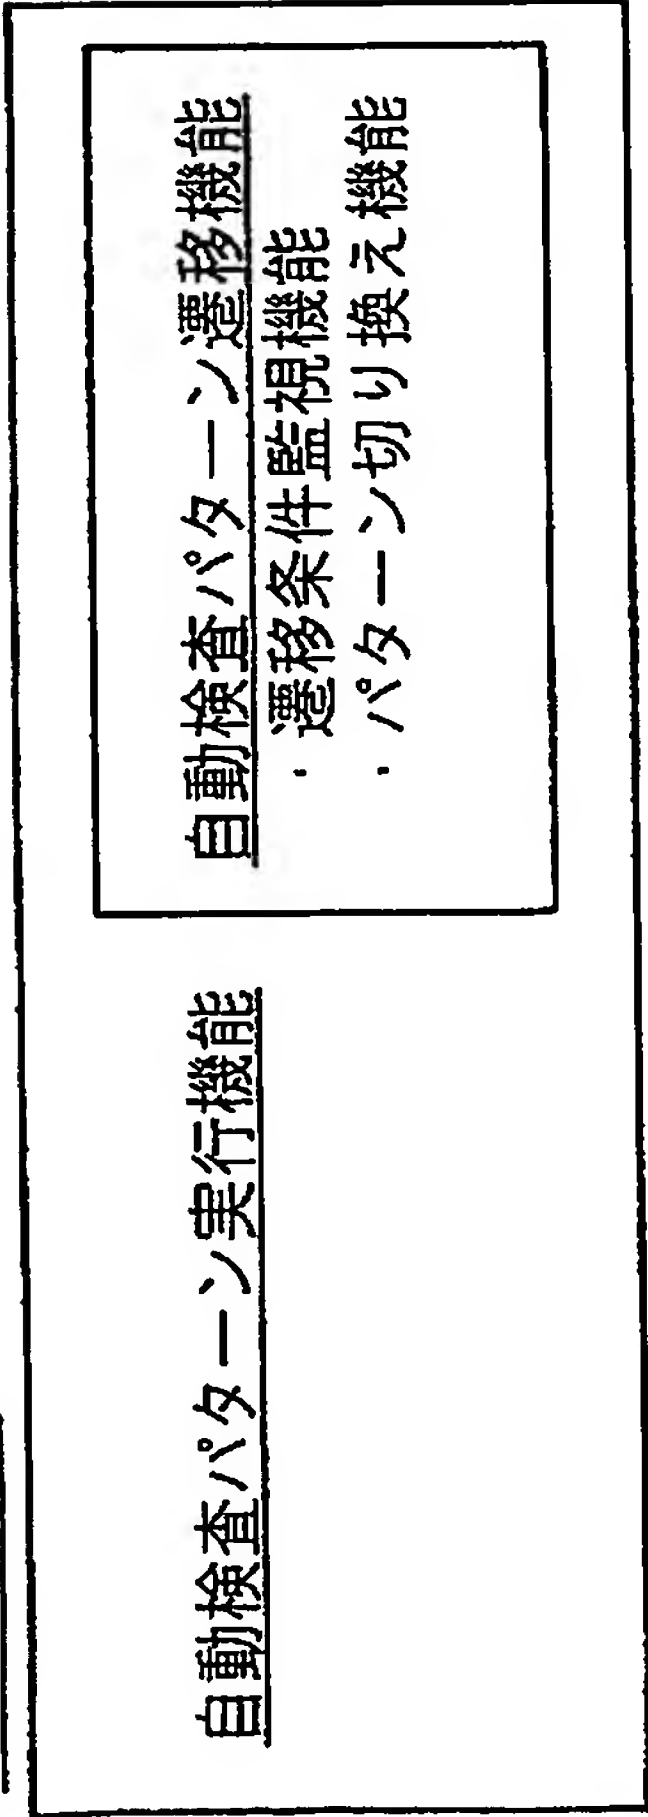 自動検査パターン実行機能
自動検査パターン遷移機能
・遷移条件監視機能
・パターン切り換え機能